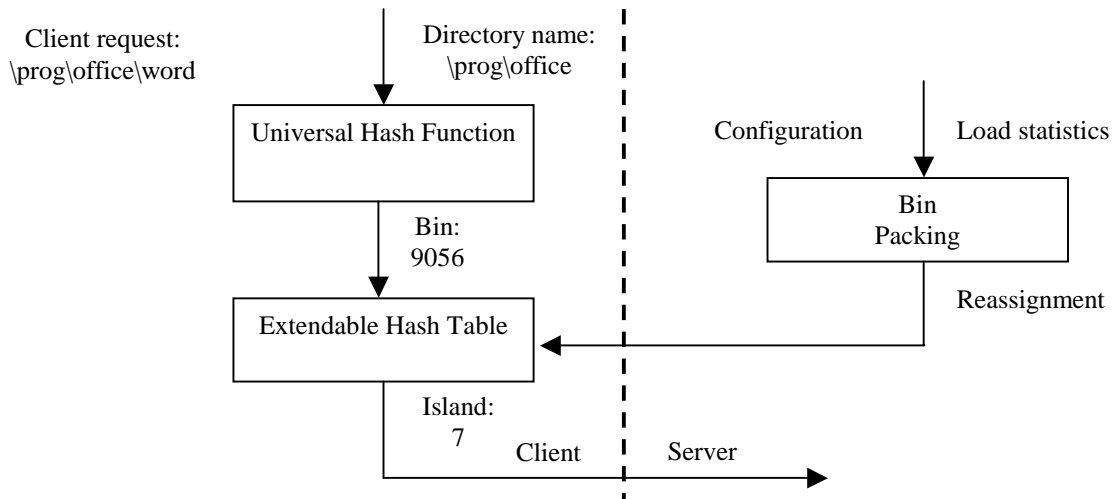 Client request:
\prog\office\word
Directory name:
\prog\office
Universal Hash Function
Bin:
9056
Extendable Hash Table
Island:
7
Client
Server
Configuration
Load statistics
Bin
Packing
Reassignment